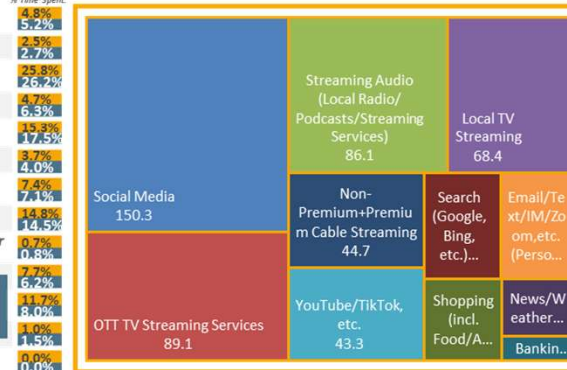 % Time Spent:
4.8%
5.2%
2.5%
2.7%
25.8%
26.2%
4.7%
6.3%
15.3%
17.5%
3.7%
4.0%
7.4%
7.1%
14.8%
14.5%
0.7%
0.8%
7.7%
6.2%
11.7%
8.0%
1.0%
1.5%
0.0%
0.0%
Social Media
150.3
OTT TV Streaming Services
89.1
Streaming Audio
(Local Radio/
Podcasts/Streaming
Services)
86.1
Local TV
Streaming
68.4
Non-
Premium+Premiu
m Cable Streaming
44.7
Search
(Google,
Bing,
etc.)...
Email/Te
xt/IM/Zo
om,etc.
(Perso...
YouTube/TikTok,
etc.
43.3
Shopping
(incl.
Food/A...
News/W
eather...
Bankin...